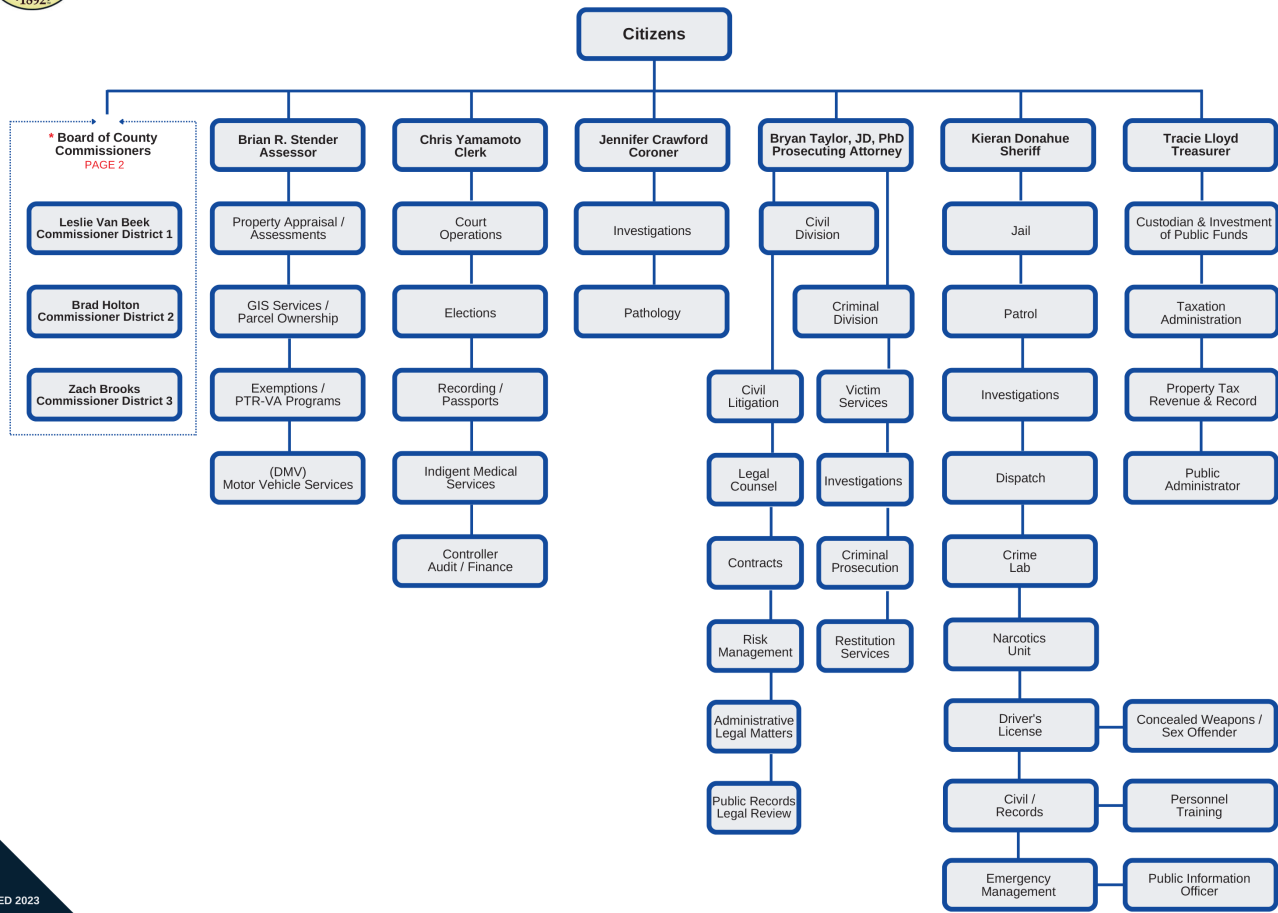 1892
Citizens
* Board of County
Commissioners
PAGE 2
Leslie Van Beek
Commissioner District 1
Brad Holton
Commissioner District 2
Zach Brooks
Commissioner District 3
Brian R. Stender
Assessor
Property Appraisal /
Assessments
GIS Services /
Parcel Ownership
Exemptions /
PTR-VA Programs
(DMV)
Motor Vehicle Services
Chris Yamamoto
Clerk
Court
Operations
Elections
Recording /
Passports
Indigent Medical
Services
Controller
Audit / Finance
Jennifer Crawford
Coroner
Investigations
Pathology
Bryan Taylor, JD, PhD
Prosecuting Attorney
Civil
Division
Criminal
Division
Civil
Litigation
Legal
Counsel
Contracts
Risk
Management
Administrative
Legal Matters
Public Records
Legal Review
Victim
Services
Investigations
Criminal
Prosecution
Restitution
Services
Kieran Donahue
Sheriff
Jail
Patrol
Investigations
Dispatch
Crime
Lab
Narcotics
Unit
Driver's
License
Concealed Weapons /
Sex Offender
Civil /
Records
Personnel
Training
Emergency
Management
Public Information
Officer
Tracie Lloyd
Treasurer
Custodian & Investment
of Public Funds
Taxation
Administration
Property Tax
Revenue & Record
Public
Administrator
ED 2023